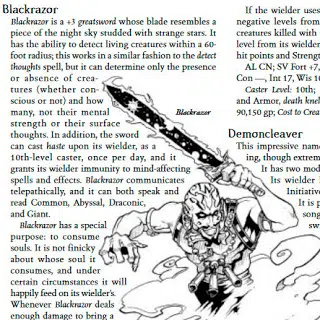 Blackrazor
Blackrazor is a +3 greatsword whose blade resembles a
piece of the night sky studded with strange stars. It
has the ability to detect living creatures within a 60-
foot radius; this works in a similar fashion to the detect
thoughts spell, but it can determine only the presence
or absence of crea-
tures (whether con-
scious or not) and how
many, not their mental
strength or their surface
thoughts. In addition, the sword
can cast haste upon its wielder, as a
10th-level caster, once per day, and it
grants its wielder immunity to mind-affecting
spells and effects. Blackrazor communicates
telepathically, and it can both speak and
read Common, Abyssal, Draconic,
and Giant.
Blackrazor has a special
purpose: to consume
souls. It is not finicky
about whose soul it
consumes, and under
certain circumstances it will
happily feed on its wielder's.
Whenever Blackrazor deals
enough damage to bring a
Blackrazor
If the wielder uses
negative levels from
creatures killed with
level from its wielder
hit points and Strengt
AL CN; SV Fort +7,
Con —, Int 17, Wis 10
Caster Level: 10th;
and Armor, death knel
90,150 gp; Cost to Crea
Demoncleaver
This impressive name
ing, though extrem
It has two mod
Its wielder
Initiativ
It is p
song
sw